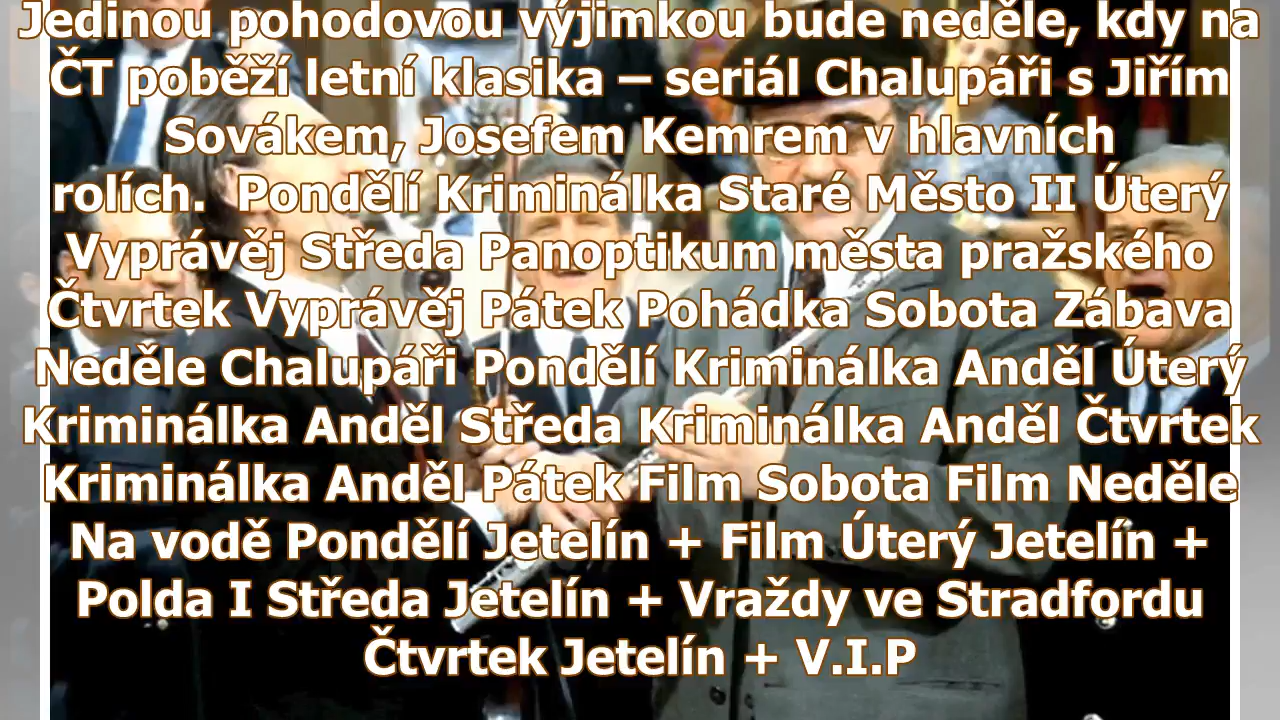 Jedinou pohodovou výjimkou bude neděle, kdy na
ČT poběží letní klasika – seriál Chalupáři s Jiřím
Sovákem, Josefem Kemrem v hlavních
rolích.  Pondělí Kriminálka Staré Město II Úterý
Vyprávěj Středa Panoptikum města pražského
Čtvrtek Vyprávěj Pátek Pohádka Sobota Zábava
Neděle Chalupáři Pondělí Kriminálka Anděl Úterý
Kriminálka Anděl Středa Kriminálka Anděl Čtvrtek
Kriminálka Anděl Pátek Film Sobota Film Neděle
Na vodě Pondělí Jetelín + Film Úterý Jetelín +
Polda I Středa Jetelín + Vraždy ve Stradfordu
Čtvrtek Jetelín + V.I.P